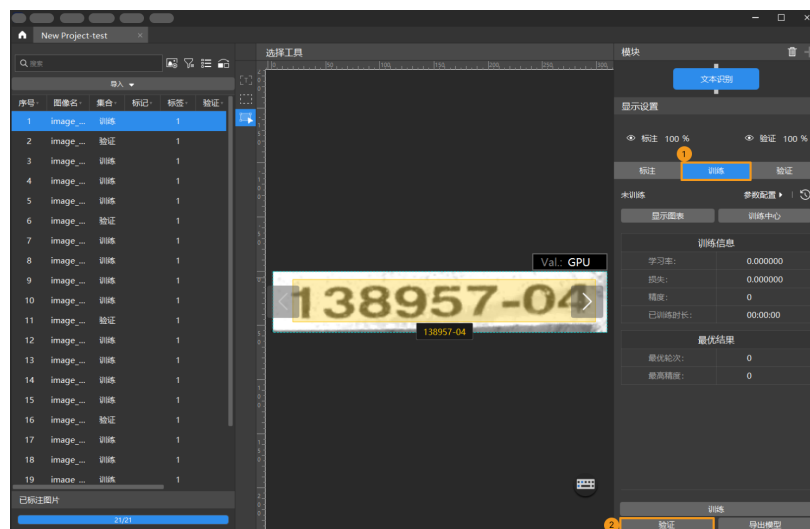 New Project-test ×
搜索
导入
序号 图像名 集合 标记 标签 验证
1 image_... 训练 1
2 image_... 验证 1
3 image_... 训练 1
4 image_... 训练 1
5 image_... 训练 1
6 image_... 验证 1
7 image_... 训练 1
8 image_... 训练 1
9 image_... 训练 1
10 image_... 训练 1
11 image_... 验证 1
12 image_... 训练 1
13 image_... 训练 1
14 image_... 训练 1
15 image_... 训练 1
16 image_... 验证 1
17 image_... 训练 1
18 image_... 训练 1
19 image_... 训练 1
已标注图片
21/21
选择工具
0 50 100 150 200 250 300
Val.: GPU
138957-04
138957-04
模块
文本识别
显示设置
标注 100 % 验证 100 %
1
标注 训练 验证
未训练 参数配置
显示图表 训练中心
训练信息
学习率: 0.000000
损失: 0.000000
精度: 0
已训练时长: 00:00:00
最优结果
最优轮次: 0
最高精度: 0
训练
2 验证 导出模型